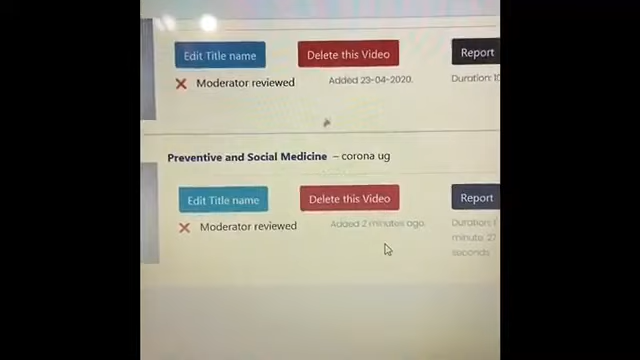 Edit Title name Delete this Video Report
Moderator reviewed Added 23-04-2020. Duration:
Preventive and Social Medicine – corona ug
Edit Title name Delete this Video Report
Moderator reviewed Added 2 minutes ago. Duration:
minute, 27
seconds